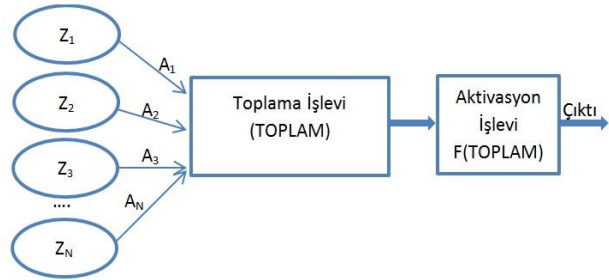 Z1
A1
Z2
A2
Z3
A3
....
AN
ZN
Toplama İşlevi
(TOPLAM)
Aktivasyon
İşlevi
F(TOPLAM)
Çıktı